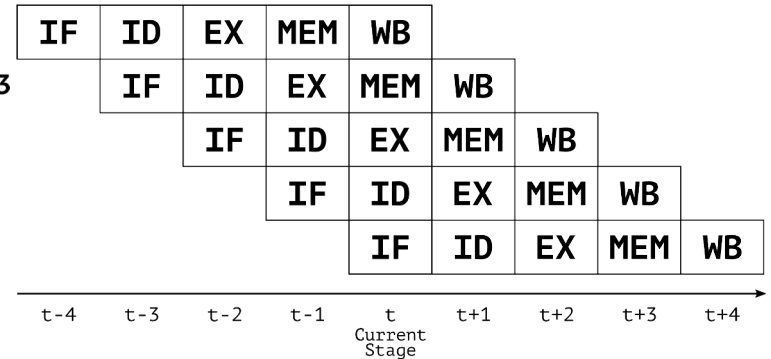 IF ID EX MEM WB
3 IF ID EX MEM WB
IF ID EX MEM WB
IF ID EX MEM WB
IF ID EX MEM WB
t-4 t-3 t-2 t-1 t t+1 t+2 t+3 t+4
Current
Stage